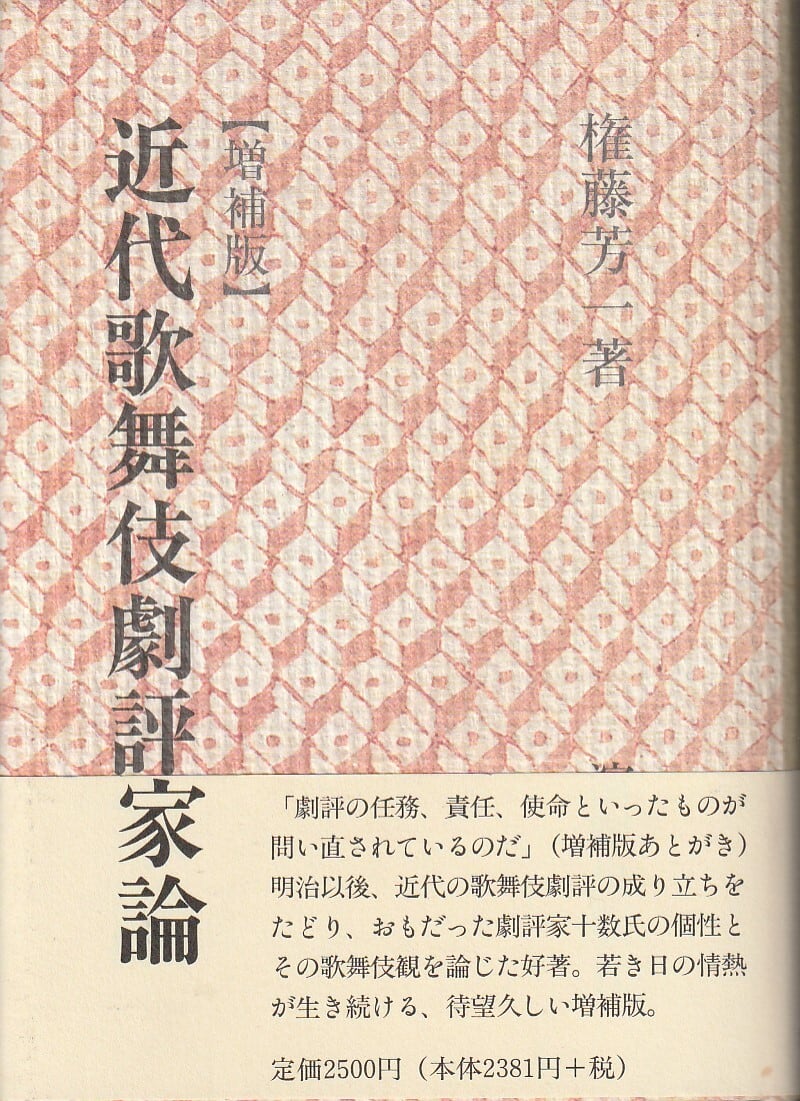 権藤芳一著
【増補版】
近代歌舞伎劇評家論
「劇評の任務、責任、使命といったものが
問い直されているのだ」（増補版あとがき）
明治以後、近代の歌舞伎劇評の成り立ちを
たどり、おもだった劇評家十数氏の個性と
その歌舞伎観を論じた好著。若き日の情熱
が生き続ける、待望久しい増補版。
定価2500円（本体2381円＋税）